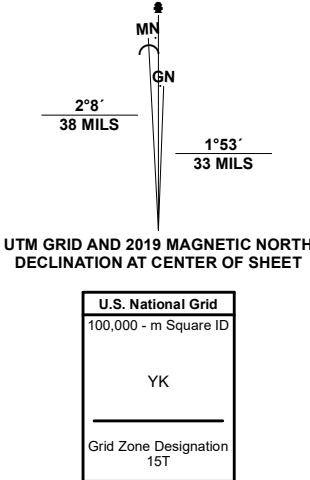 MN
GN
2°8´
38 MILS
1°53´
33 MILS
UTM GRID AND 2019 MAGNETIC NORTH
DECLINATION AT CENTER OF SHEET
U.S. National Grid
100,000 - m Square ID
YK
Grid Zone Designation
15T